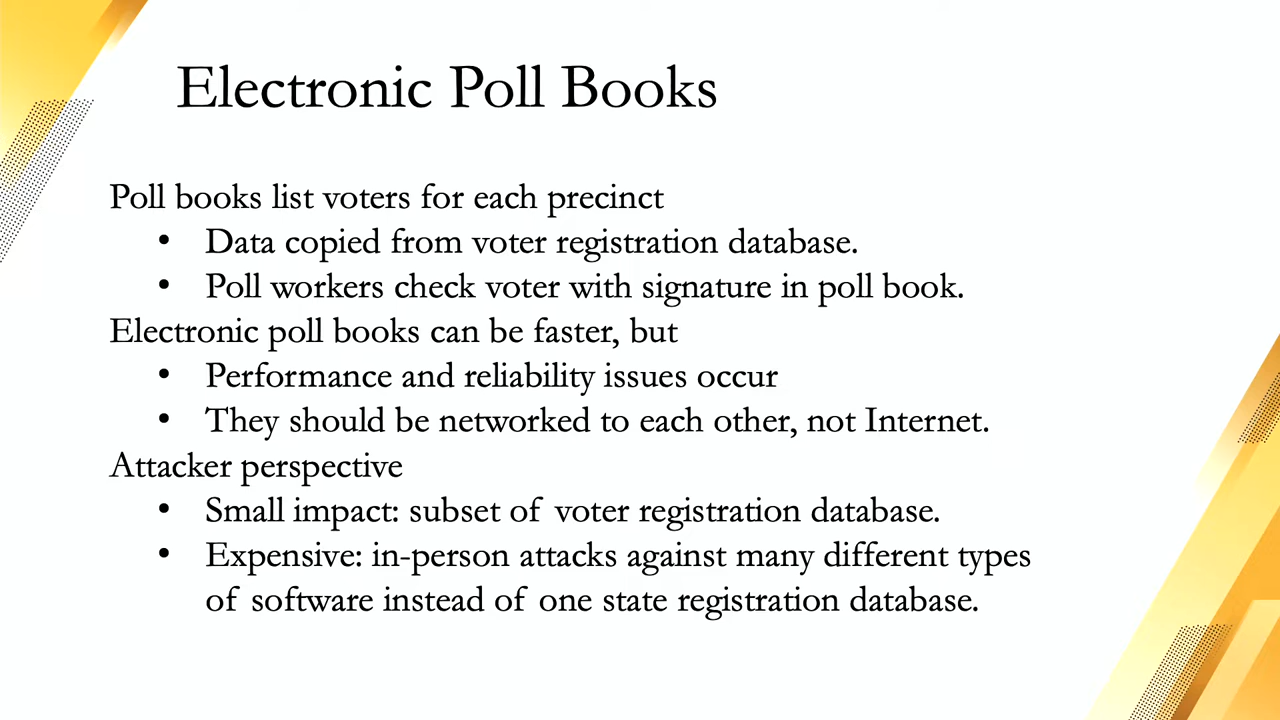 Electronic Poll Books
Poll books list voters for each precinct
• Data copied from voter registration database.
• Poll workers check voter with signature in poll book.
Electronic poll books can be faster, but
• Performance and reliability issues occur
• They should be networked to each other, not Internet.
Attacker perspective
• Small impact: subset of voter registration database.
• Expensive: in-person attacks against many different types
of software instead of one state registration database.